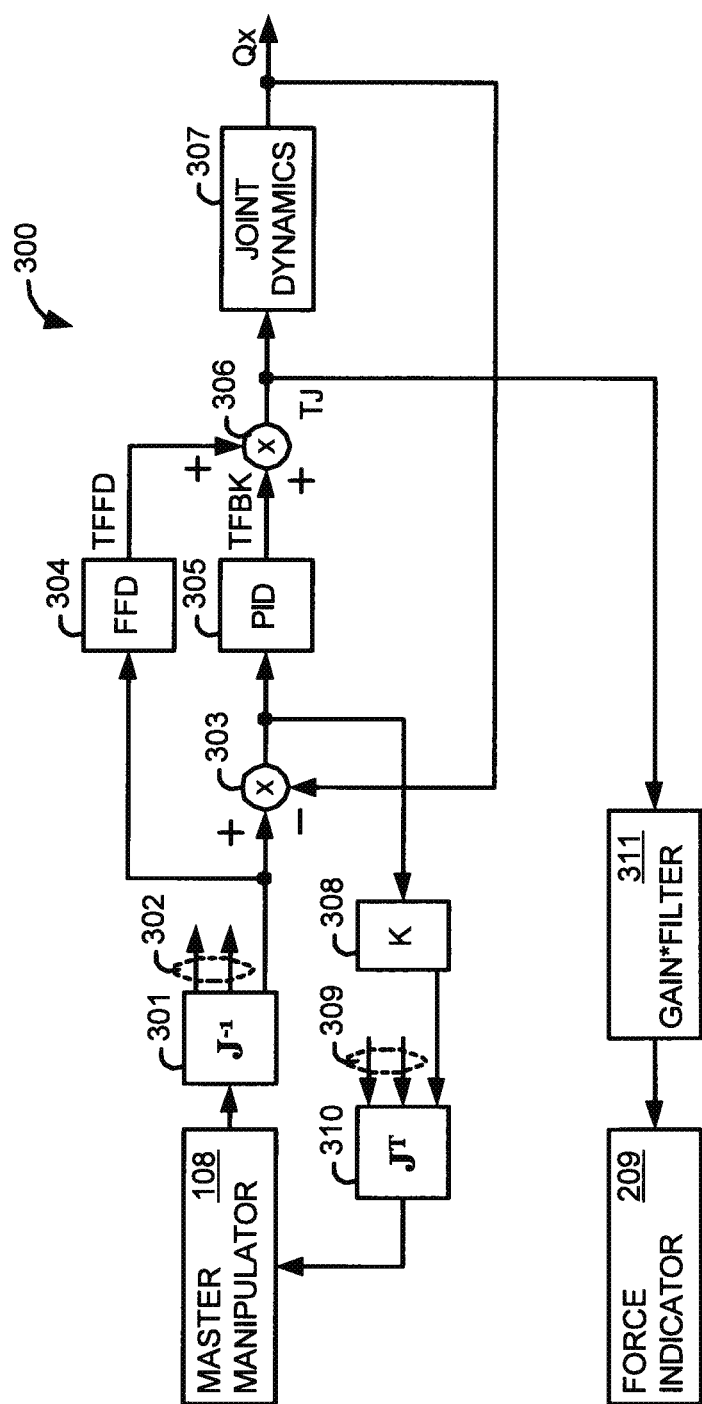 300
MASTER 108
MANIPULATOR
301
J-1
302
303
+
−
X
304
FFD
TFFD
305
PID
TFBK
306
+
+
X
TJ
307
JOINT
DYNAMICS
Qx
308
K
309
310
JT
311
GAIN*FILTER
FORCE 209
INDICATOR